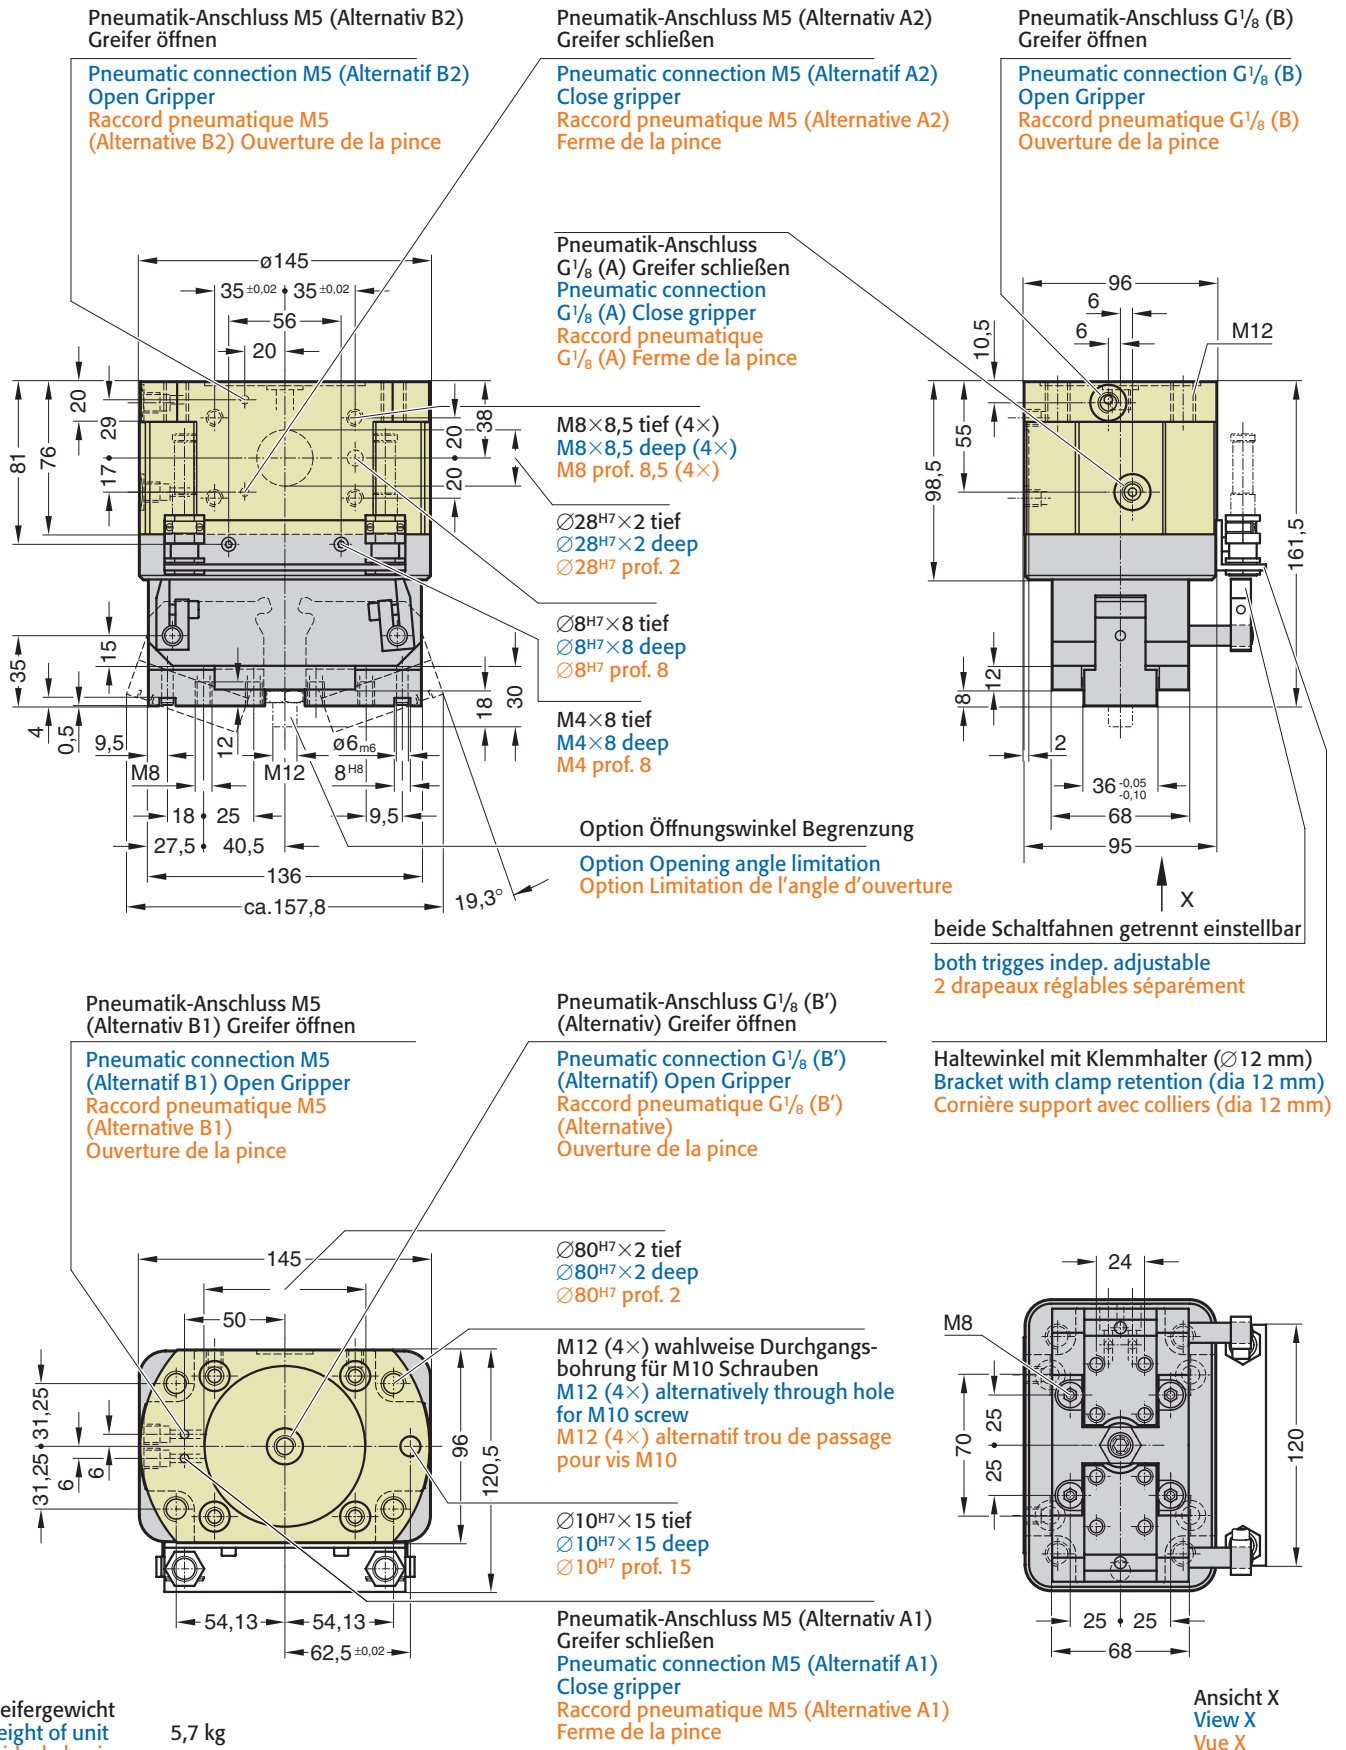 Pneumatik-Anschluss M5 (Alternativ B2)
Greifer öffnen
Pneumatic connection M5 (Alternatif B2)
Open Gripper
Raccord pneumatique M5
(Alternative B2) Ouverture de la pince
Pneumatik-Anschluss M5 (Alternativ A2)
Greifer schließen
Pneumatic connection M5 (Alternatif A2)
Close gripper
Raccord pneumatique M5 (Alternative A2)
Ferme de la pince
Pneumatik-Anschluss G1/8 (B)
Greifer öffnen
Pneumatic connection G1/8 (B)
Open Gripper
Raccord pneumatique G1/8 (B)
Ouverture de la pince
Pneumatik-Anschluss
G1/8 (A) Greifer schließen
Pneumatic connection
G1/8 (A) Close gripper
Raccord pneumatique
G1/8 (A) Ferme de la pince
ø145
35 ±0,02
35 ±0,02
56
20
20
29
17
76
81
38
20
20
35
15
4
0,5
12
18
30
9,5
M8
M12
ø6m6
8H8
18
25
9,5
27,5
40,5
136
ca.157,8
19,3°
M8×8,5 tief (4×)
M8×8,5 deep (4×)
M8 prof. 8,5 (4×)
∅28H7×2 tief
∅28H7×2 deep
∅28H7 prof. 2
∅8H7×8 tief
∅8H7×8 deep
∅8H7 prof. 8
M4×8 tief
M4×8 deep
M4 prof. 8
Option Öffnungswinkel Begrenzung
Option Opening angle limitation
Option Limitation de l'angle d'ouverture
96
6
6
10,5
M12
55
98,5
161,5
12
8
2
36 -0,05
-0,10
68
95
X
beide Schaltfahnen getrennt einstellbar
both trigges indep. adjustable
2 drapeaux réglables séparément
Haltewinkel mit Klemmhalter (∅12 mm)
Bracket with clamp retention (dia 12 mm)
Cornière support avec colliers (dia 12 mm)
Pneumatik-Anschluss M5
(Alternativ B1) Greifer öffnen
Pneumatic connection M5
(Alternatif B1) Open Gripper
Raccord pneumatique M5
(Alternative B1)
Ouverture de la pince
Pneumatik-Anschluss G1/8 (B′)
(Alternativ) Greifer öffnen
Pneumatic connection G1/8 (B′)
(Alternatif) Open Gripper
Raccord pneumatique G1/8 (B′)
(Alternative)
Ouverture de la pince
145
50
31,25
31,25
6
6
96
120,5
54,13
54,13
62,5 ±0,02
∅80H7×2 tief
∅80H7×2 deep
∅80H7 prof. 2
M12 (4×) wahlweise Durchgangs-
bohrung für M10 Schrauben
M12 (4×) alternatively through hole
for M10 screw
M12 (4×) alternatif trou de passage
pour vis M10
∅10H7×15 tief
∅10H7×15 deep
∅10H7 prof. 15
Pneumatik-Anschluss M5 (Alternativ A1)
Greifer schließen
Pneumatic connection M5 (Alternatif A1)
Close gripper
Raccord pneumatique M5 (Alternative A1)
Ferme de la pince
24
M8
70
25
25
120
25
25
68
Ansicht X
View X
Vue X
eifergewicht
eight of unit
5,7 kg